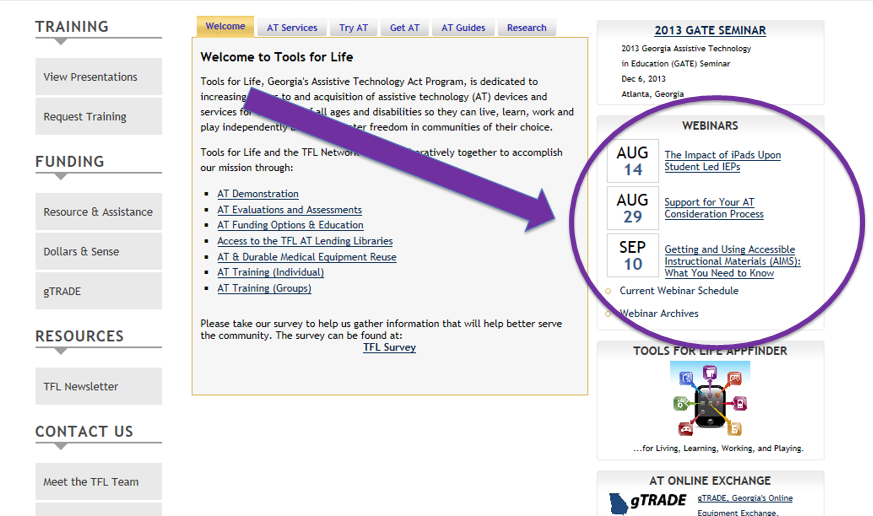 TRAINING
View Presentations
Request Training
FUNDING
Resource & Assistance
Dollars & Sense
gTRADE
RESOURCES
TFL Newsletter
CONTACT US
Meet the TFL Team
Welcome
AT Services
Try AT
Get AT
AT Guides
Research
Welcome to Tools for Life
Tools for Life, Georgia's Assistive Technology Act Program, is dedicated to
increasing to and acquisition of assistive technology (AT) devices and
services for all ages and disabilities so they can live, learn, work and
play independently freedom in communities of their choice.
Tools for Life and the TFL Network together to accomplish
our mission through:
AT Demonstration
AT Evaluations and Assessments
AT Funding Options & Education
Access to the TFL AT Lending Libraries
AT & Durable Medical Equipment Reuse
AT Training (Individual)
AT Training (Groups)
Please take our survey to help us gather information that will help better serve
the community. The survey can be found at:
TFL Survey
2013 GATE SEMINAR
2013 Georgia Assistive Technology
in Education (GATE) Seminar
Dec 6, 2013
Atlanta, Georgia
WEBINARS
AUG
14
The Impact of iPads Upon
Student Led IEPs
AUG
29
Support for Your AT
Consideration Process
SEP
10
Getting and Using Accessible
Instructional Materials (AIMS):
What You Need to Know
Current Webinar Schedule
Webinar Archives
TOOLS FOR LIFE APPFINDER
...for Living, Learning, Working, and Playing.
AT ONLINE EXCHANGE
gTRADE
gTRADE, Georgia's Online
Equipment Exchange,